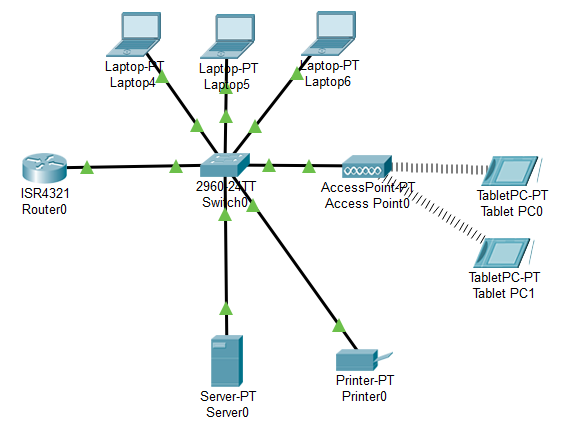 Laptop-PT
Laptop4
Laptop-PT
Laptop5
Laptop-PT
Laptop6
ISR4321
Router0
2960-24TT
Switch0
AccessPoint-PT
Access Point0
TabletPC-PT
Tablet PC0
TabletPC-PT
Tablet PC1
Server-PT
Server0
Printer-PT
Printer0